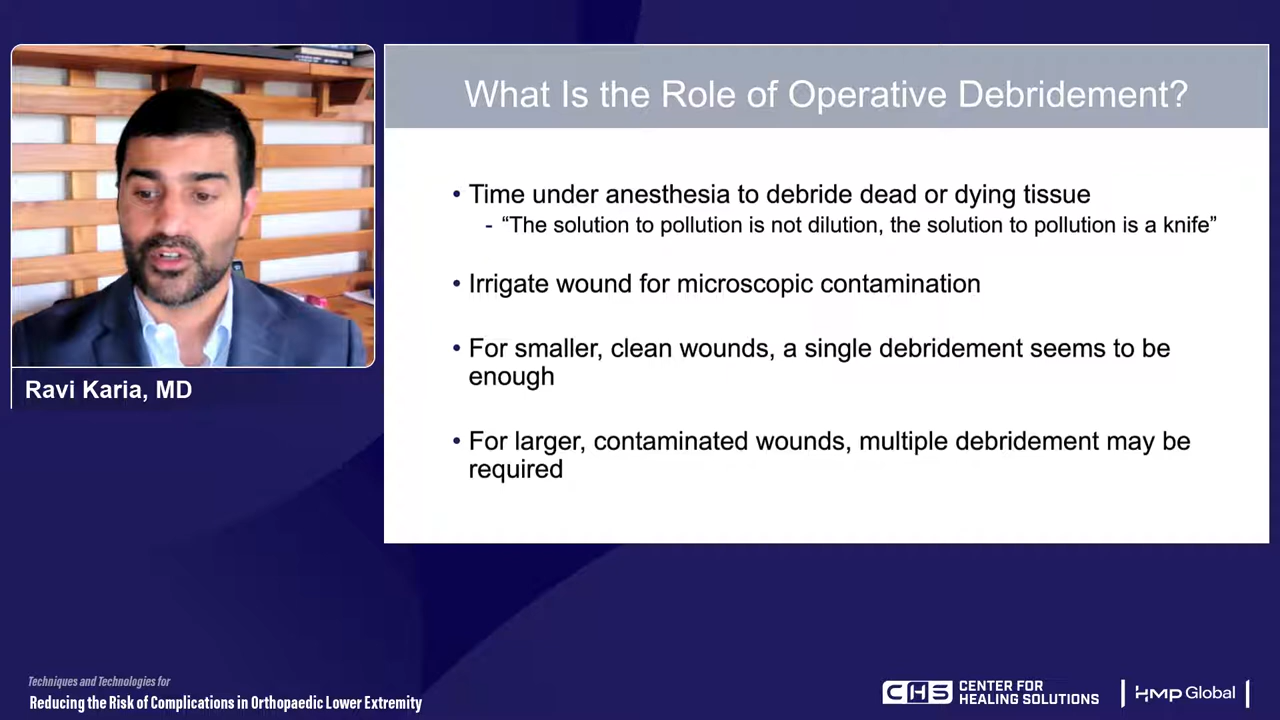 What Is the Role of Operative Debridement?
• Time under anesthesia to debride dead or dying tissue
- “The solution to pollution is not dilution, the solution to pollution is a knife”
• Irrigate wound for microscopic contamination
• For smaller, clean wounds, a single debridement seems to be
enough
• For larger, contaminated wounds, multiple debridement may be
required
Ravi Karia, MD
Techniques and Technologies for
Reducing the Risk of Complications in Orthopaedic Lower Extremity
CHS
CENTER FOR
HEALING SOLUTIONS
HMP Global